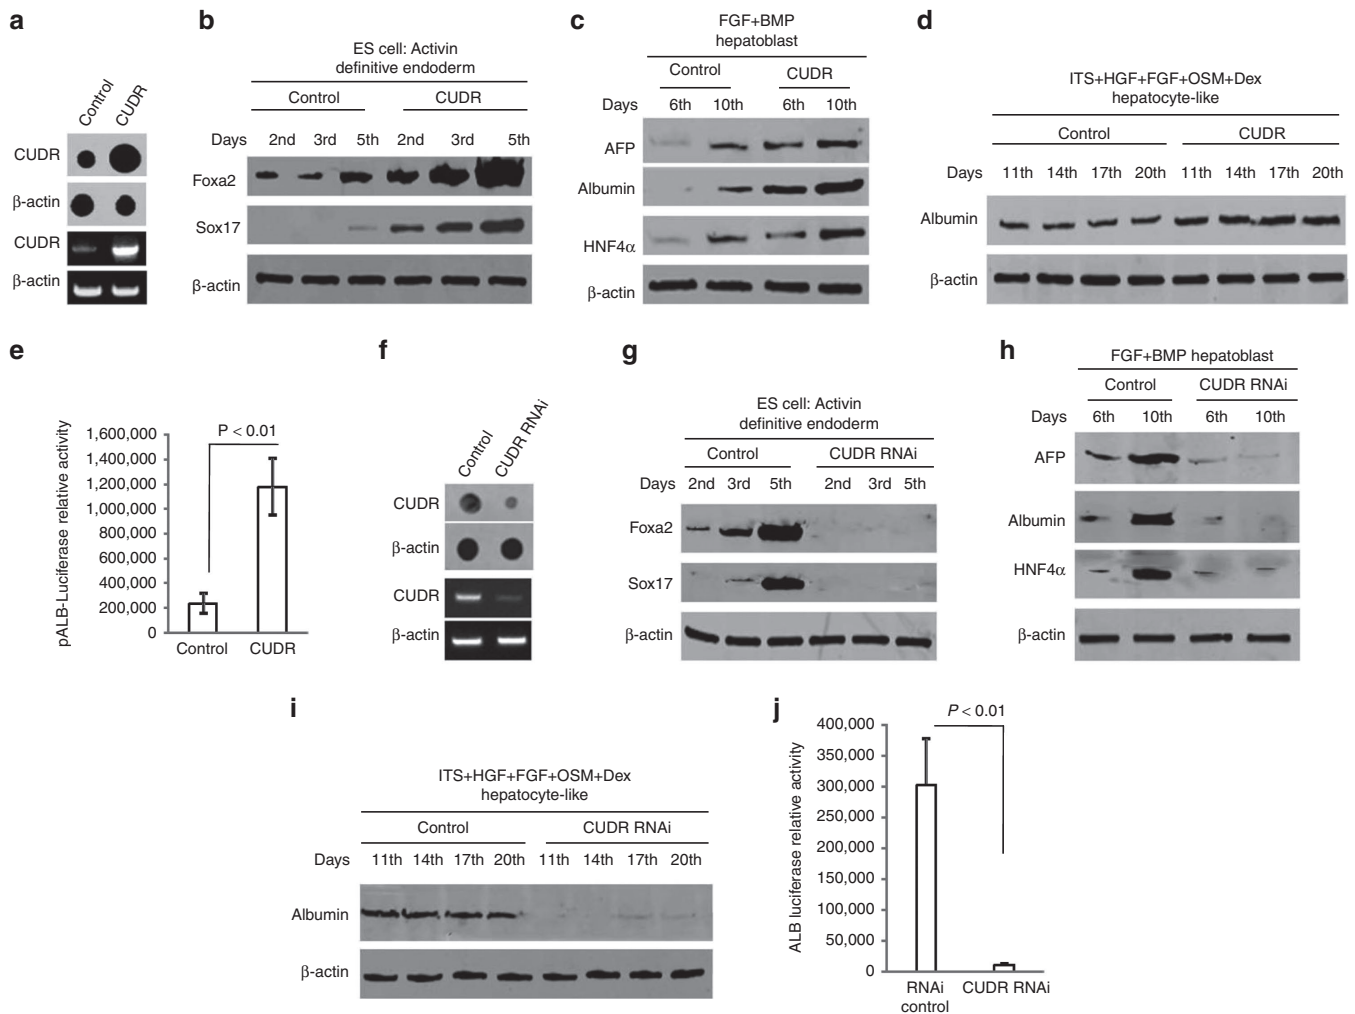 a
Control
CUDR
CUDR
β-actin
CUDR
β-actin
b
ES cell: Activin
definitive endoderm
Control CUDR
Days 2nd 3rd 5th 2nd 3rd 5th
Foxa2
Sox17
β-actin
c
FGF+BMP
hepatoblast
Control CUDR
Days 6th 10th 6th 10th
AFP
Albumin
HNF4α
β-actin
d
ITS+HGF+FGF+OSM+Dex
hepatocyte-like
Control CUDR
Days 11th 14th 17th 20th 11th 14th 17th 20th
Albumin
β-actin
e
pALB-Luciferase relative activity
1,600,000
1,400,000
1,200,000
1,000,000
800,000
600,000
400,000
200,000
0
P < 0.01
Control CUDR
f
Control
CUDR RNAi
CUDR
β-actin
CUDR
β-actin
g
ES cell: Activin
definitive endoderm
Control CUDR RNAi
Days 2nd 3rd 5th 2nd 3rd 5th
Foxa2
Sox17
β-actin
h
FGF+BMP hepatoblast
Control CUDR RNAi
Days 6th 10th 6th 10th
AFP
Albumin
HNF4α
β-actin
i
ITS+HGF+FGF+OSM+Dex
hepatocyte-like
Control CUDR RNAi
Days 11th 14th 17th 20th 11th 14th 17th 20th
Albumin
β-actin
j
ALB luciferase relative activity
400,000
350,000
300,000
250,000
200,000
150,000
100,000
50,000
0
P < 0.01
RNAi
control
CUDR RNAi